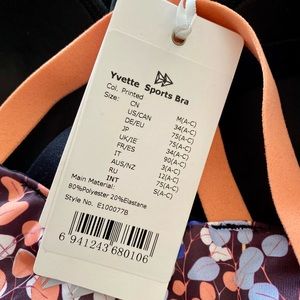 Yvette Sports Bra
Col. Printed
Size: CN M(A-C)
US/CAN 34(A-C)
DE/EU 75(A-C)
JP 75(A-C)
UK/IE 34(A-C)
FR/ES 90(A-C)
IT 3(A-C)
AUS/NZ 12(A-C)
RU 75(A-C)
INT S(A-C)
Main Material:
80%Polyester 20%Elastane
Style No. E100077B
6 941243 680106